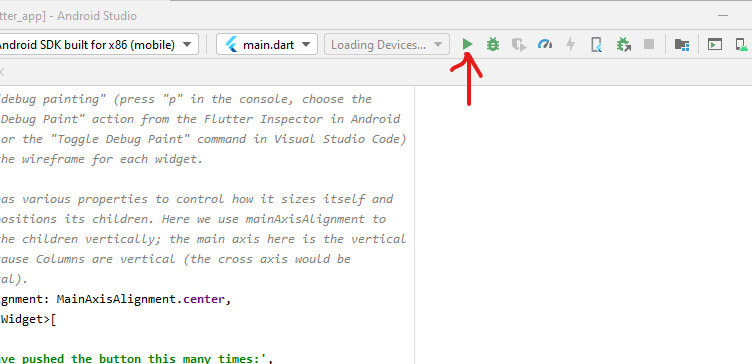 tter_app] - Android Studio
Android SDK built for x86 (mobile) main.dart Loading Devices...
debug painting" (press "p" in the console, choose the
Debug Paint" action from the Flutter Inspector in Android
or the "Toggle Debug Paint" command in Visual Studio Code)
the wireframe for each widget.
as various properties to control how it sizes itself and
ositions its children. Here we use mainAxisAlignment to
the children vertically; the main axis here is the vertical
ause Columns are vertical (the cross axis would be
al).
gnment: MainAxisAlignment.center,
Widget>[
ave pushed the button this many times:',